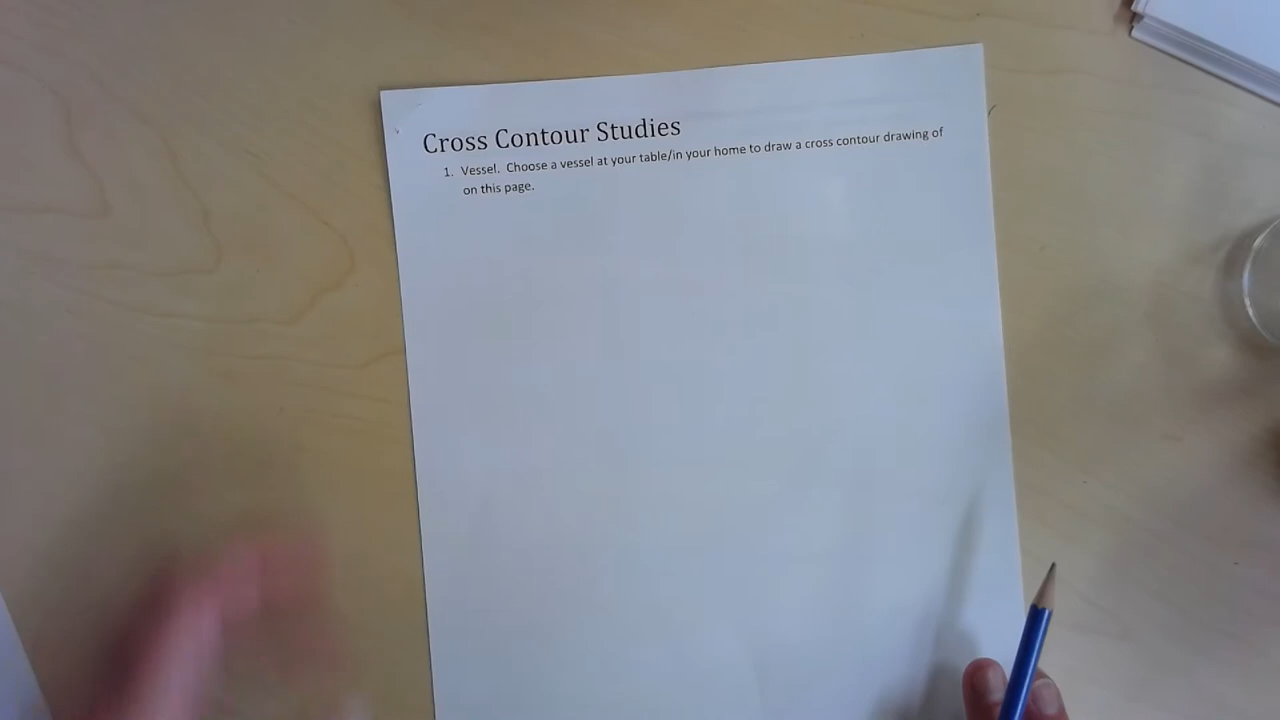 Cross Contour Studies
1. Vessel. Choose a vessel at your table/in your home to draw a cross contour drawing of
on this page.